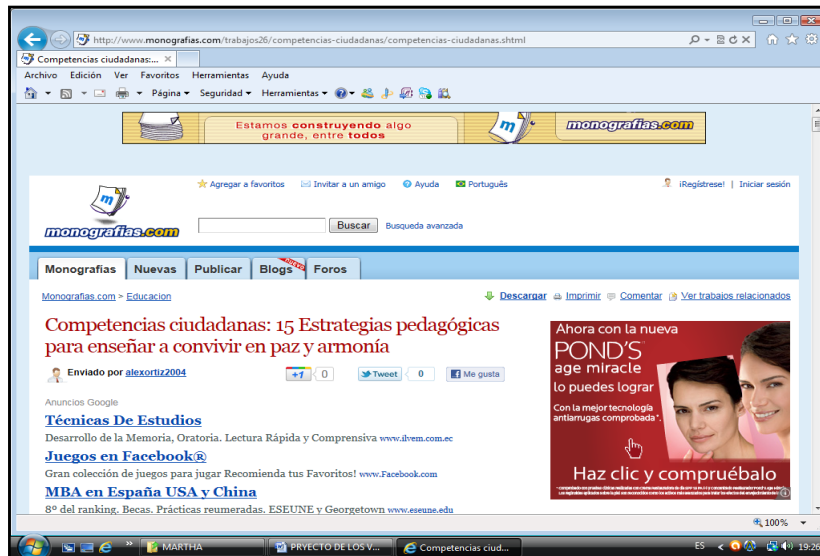 http://www.monografias.com/trabajos26/competencias-ciudadanas/competencias-ciudadanas.shtml
Competencias ciudadanas:...
Archivo Edición Ver Favoritos Herramientas Ayuda
Página Seguridad Herramientas
Estamos construyendo algo
grande, entre todos
monografias.com
Agregar a favoritos Invitar a un amigo Ayuda Português ¡Regístrese! | Iniciar sesión
monografias.com
Buscar Busqueda avanzada
Monografías Nuevas Publicar Blogs Nuevo Foros
Monografias.com > Educacion Descargar Imprimir Comentar Ver trabajos relacionados
Competencias ciudadanas: 15 Estrategias pedagógicas
para enseñar a convivir en paz y armonía
Enviado por alexortiz2004 +1 0 Tweet 0 Me gusta
Anuncios Google
Técnicas De Estudios
Desarrollo de la Memoria, Oratoria. Lectura Rápida y Comprensiva www.ilvem.com.ec
Juegos en Facebook®
Gran colección de juegos para jugar Recomienda tus Favoritos! www.Facebook.com
MBA en España USA y China
8º del ranking. Becas. Prácticas reumeradas. ESEUNE y Georgetown www.eseune.edu
Ahora con la nueva
POND'S
age miracle
lo puedes lograr
Con la mejor tecnología
antiarrugas comprobada*.
Haz clic y compruébalo
100%
MARTHA PRYECTO DE LOS V... Competencias ciud... ES 19:26